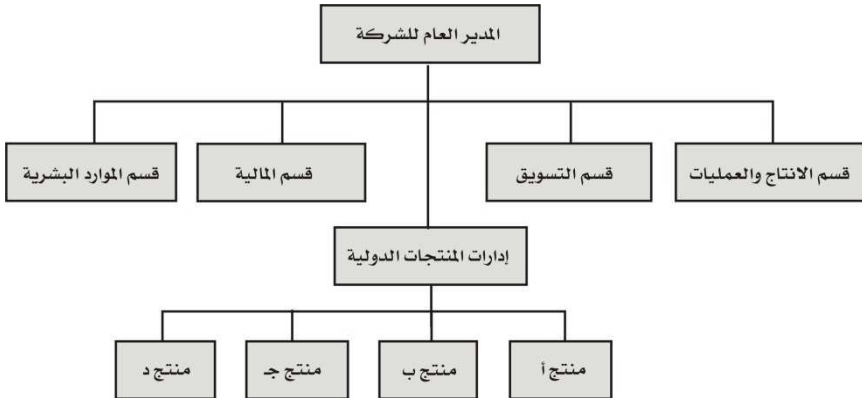 المدير العام للشركة
قسم الانتاج والعمليات
قسم التسويق
قسم المالية
قسم الموارد البشرية
إدارات المنتجات الدولية
منتج أ
منتج ب
منتج جـ
منتج د